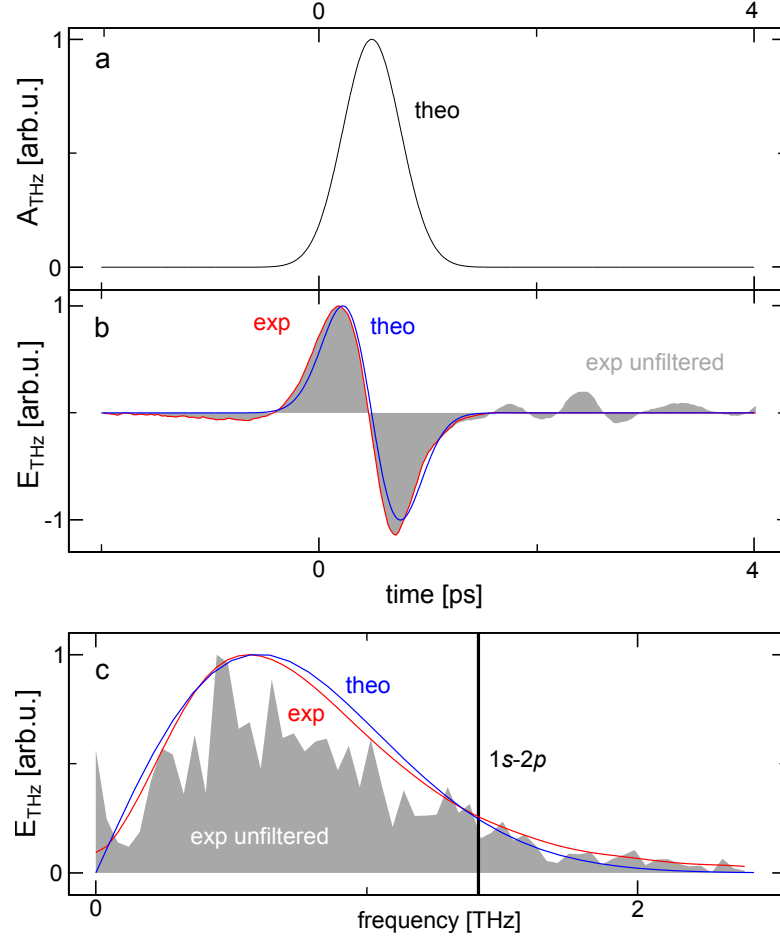 0 4
a
1
theo
A_THz [arb.u.]
0
b
1
exp
theo
exp unfiltered
E_THz [arb.u.]
-1
0 4
time [ps]
c
1
theo
exp
1s-2p
E_THz [arb.u.]
exp unfiltered
0
0 2
frequency [THz]